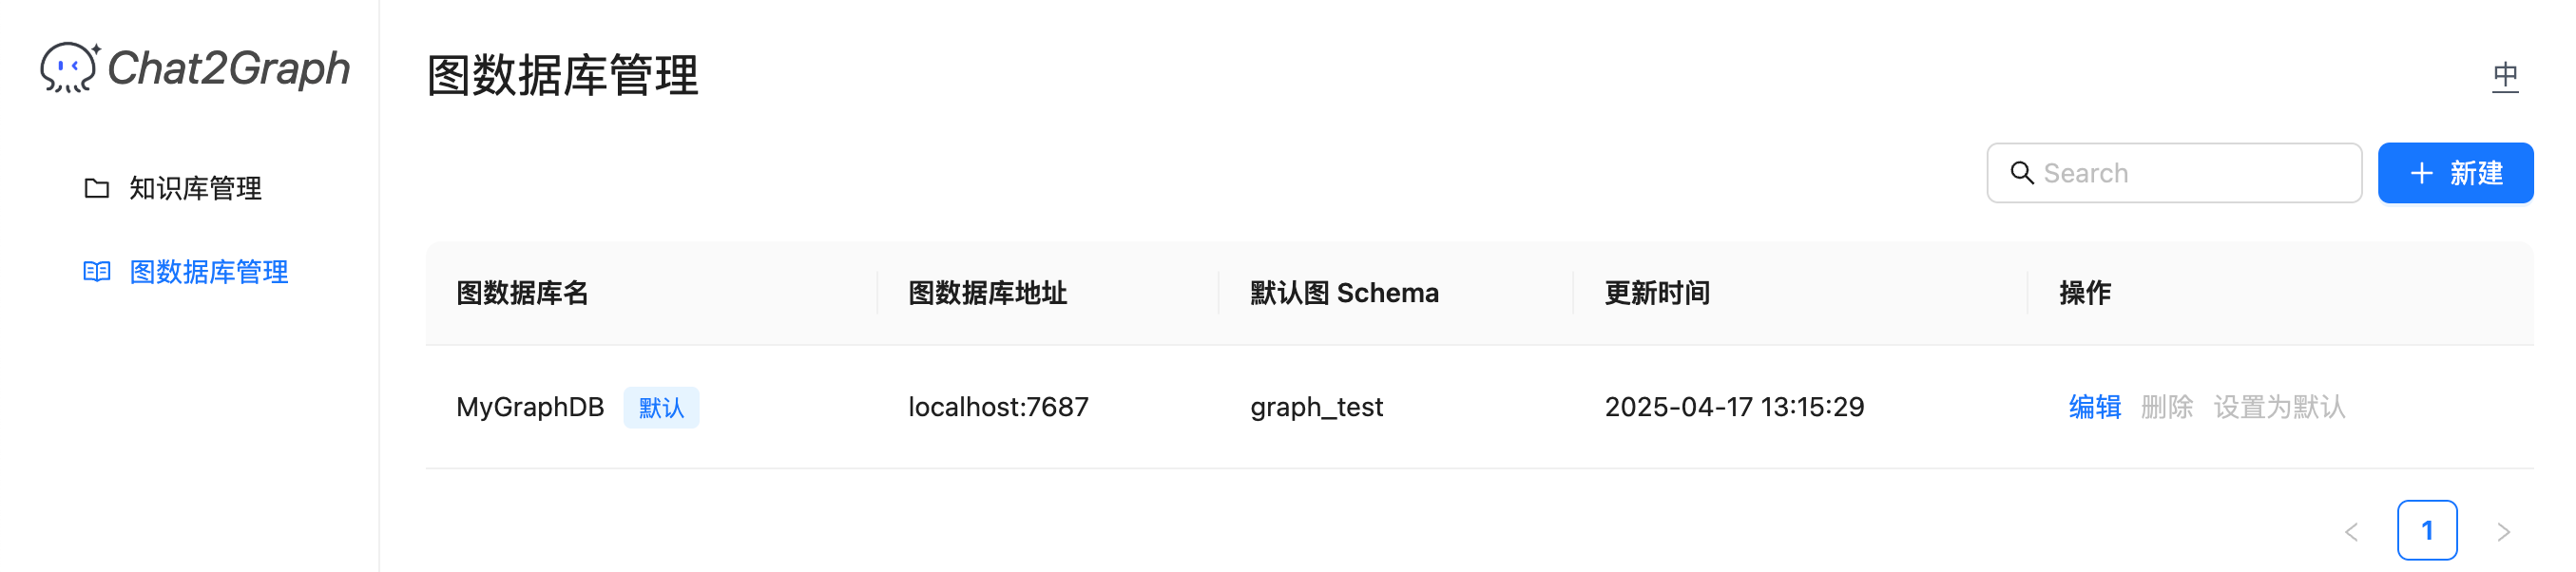 Chat2Graph
知识库管理
图数据库管理
图数据库管理
中
Search
新建
图数据库名 图数据库地址 默认图 Schema 更新时间 操作
MyGraphDB 默认 localhost:7687 graph_test 2025-04-17 13:15:29 编辑 删除 设置为默认
1